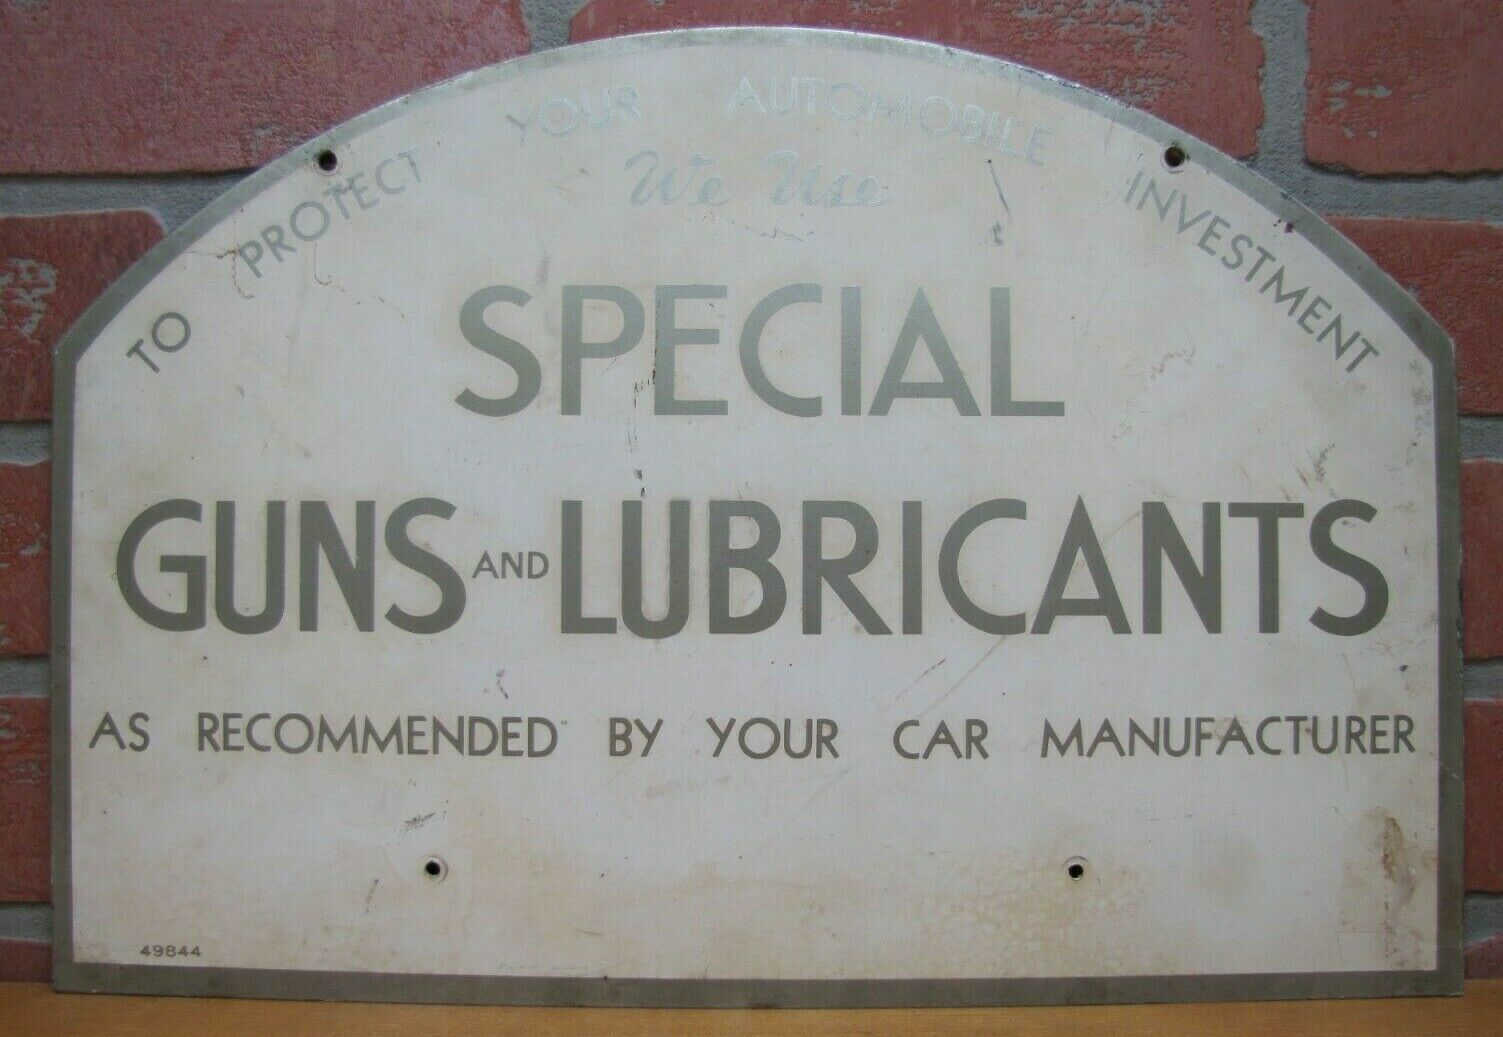 TO PROTECT YOUR AUTOMOBILE INVESTMENT
We Use
SPECIAL
GUNS AND LUBRICANTS
AS RECOMMENDED BY YOUR CAR MANUFACTURER
49844